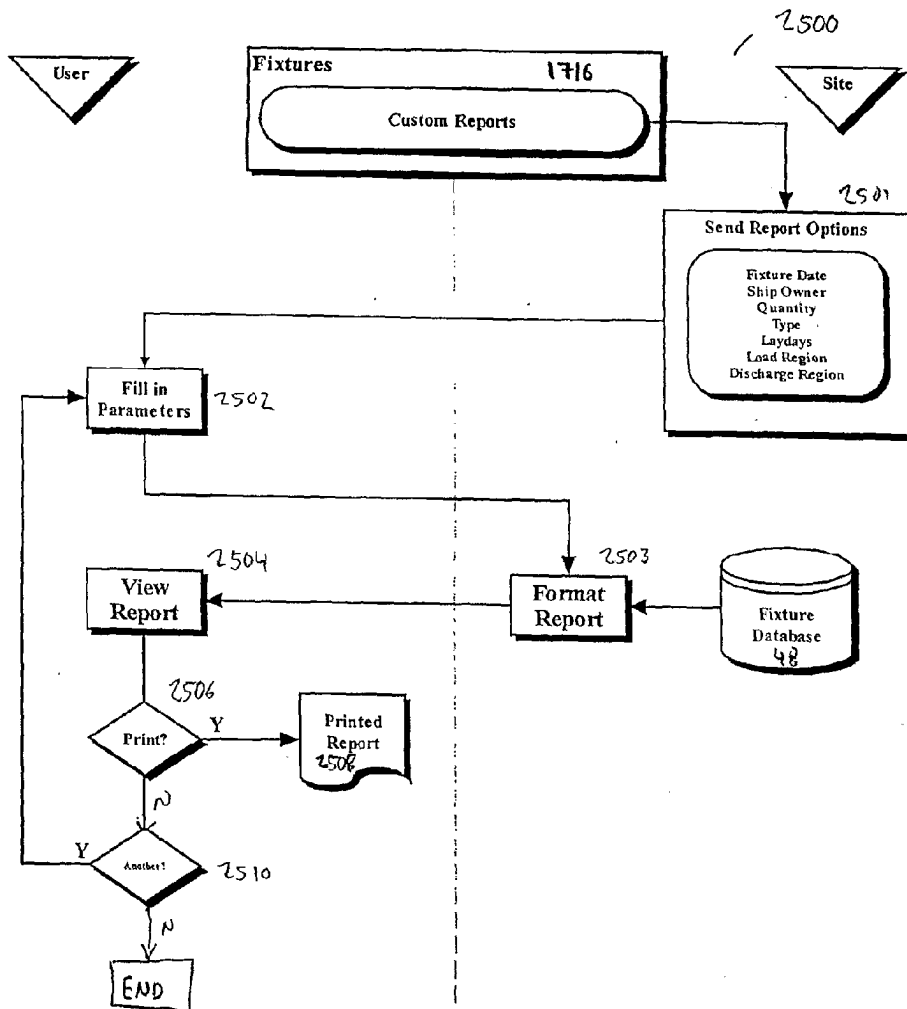 2500
User
Fixtures 1716
Custom Reports
Site
2501
Send Report Options
Fixture Date
Ship Owner
Quantity
Type
Laydays
Load Region
Discharge Region
Fill in
Parameters
2502
2504
View
Report
2503
Format
Report
Fixture
Database
48
2506
Print?
Y
Printed
Report
2508
N
Y
Another?
2510
N
END